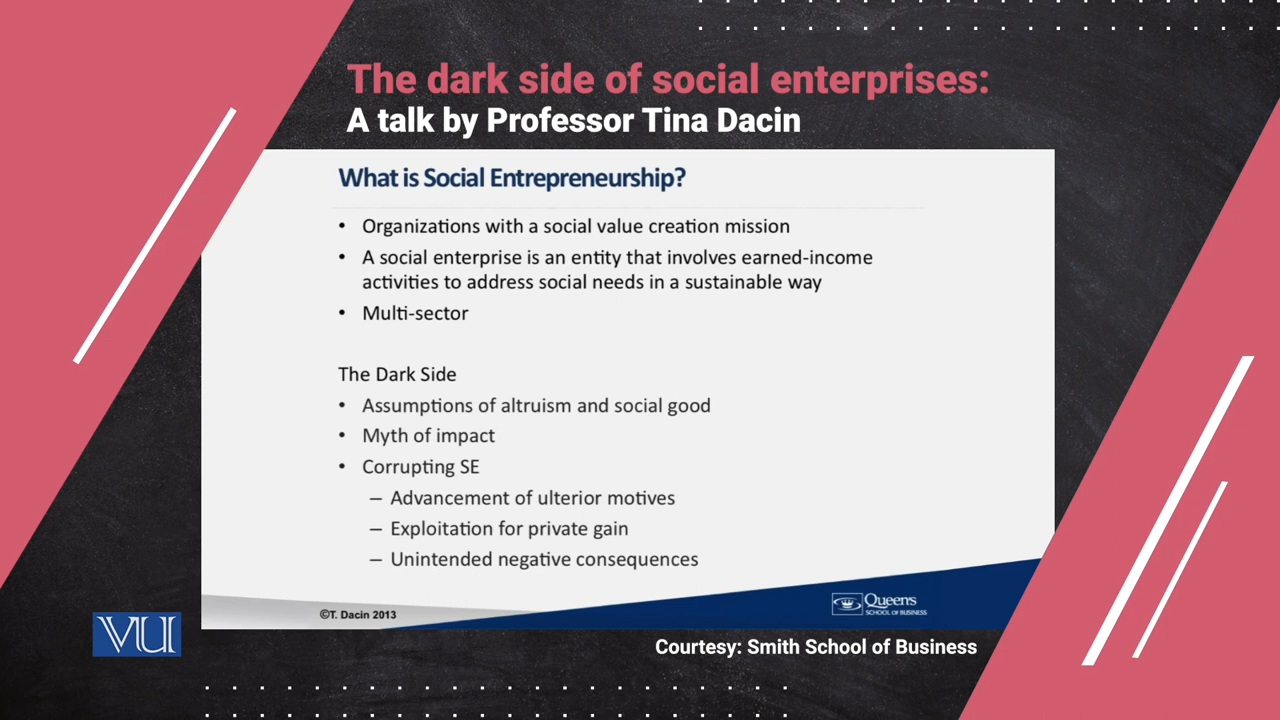 The dark side of social enterprises:
A talk by Professor Tina Dacin
What is Social Entrepreneurship?
• Organizations with a social value creation mission
• A social enterprise is an entity that involves earned-income
activities to address social needs in a sustainable way
• Multi-sector
The Dark Side
• Assumptions of altruism and social good
• Myth of impact
• Corrupting SE
– Advancement of ulterior motives
– Exploitation for private gain
– Unintended negative consequences
©T. Dacin 2013
Queens
SCHOOL OF BUSINESS
VU
Courtesy: Smith School of Business